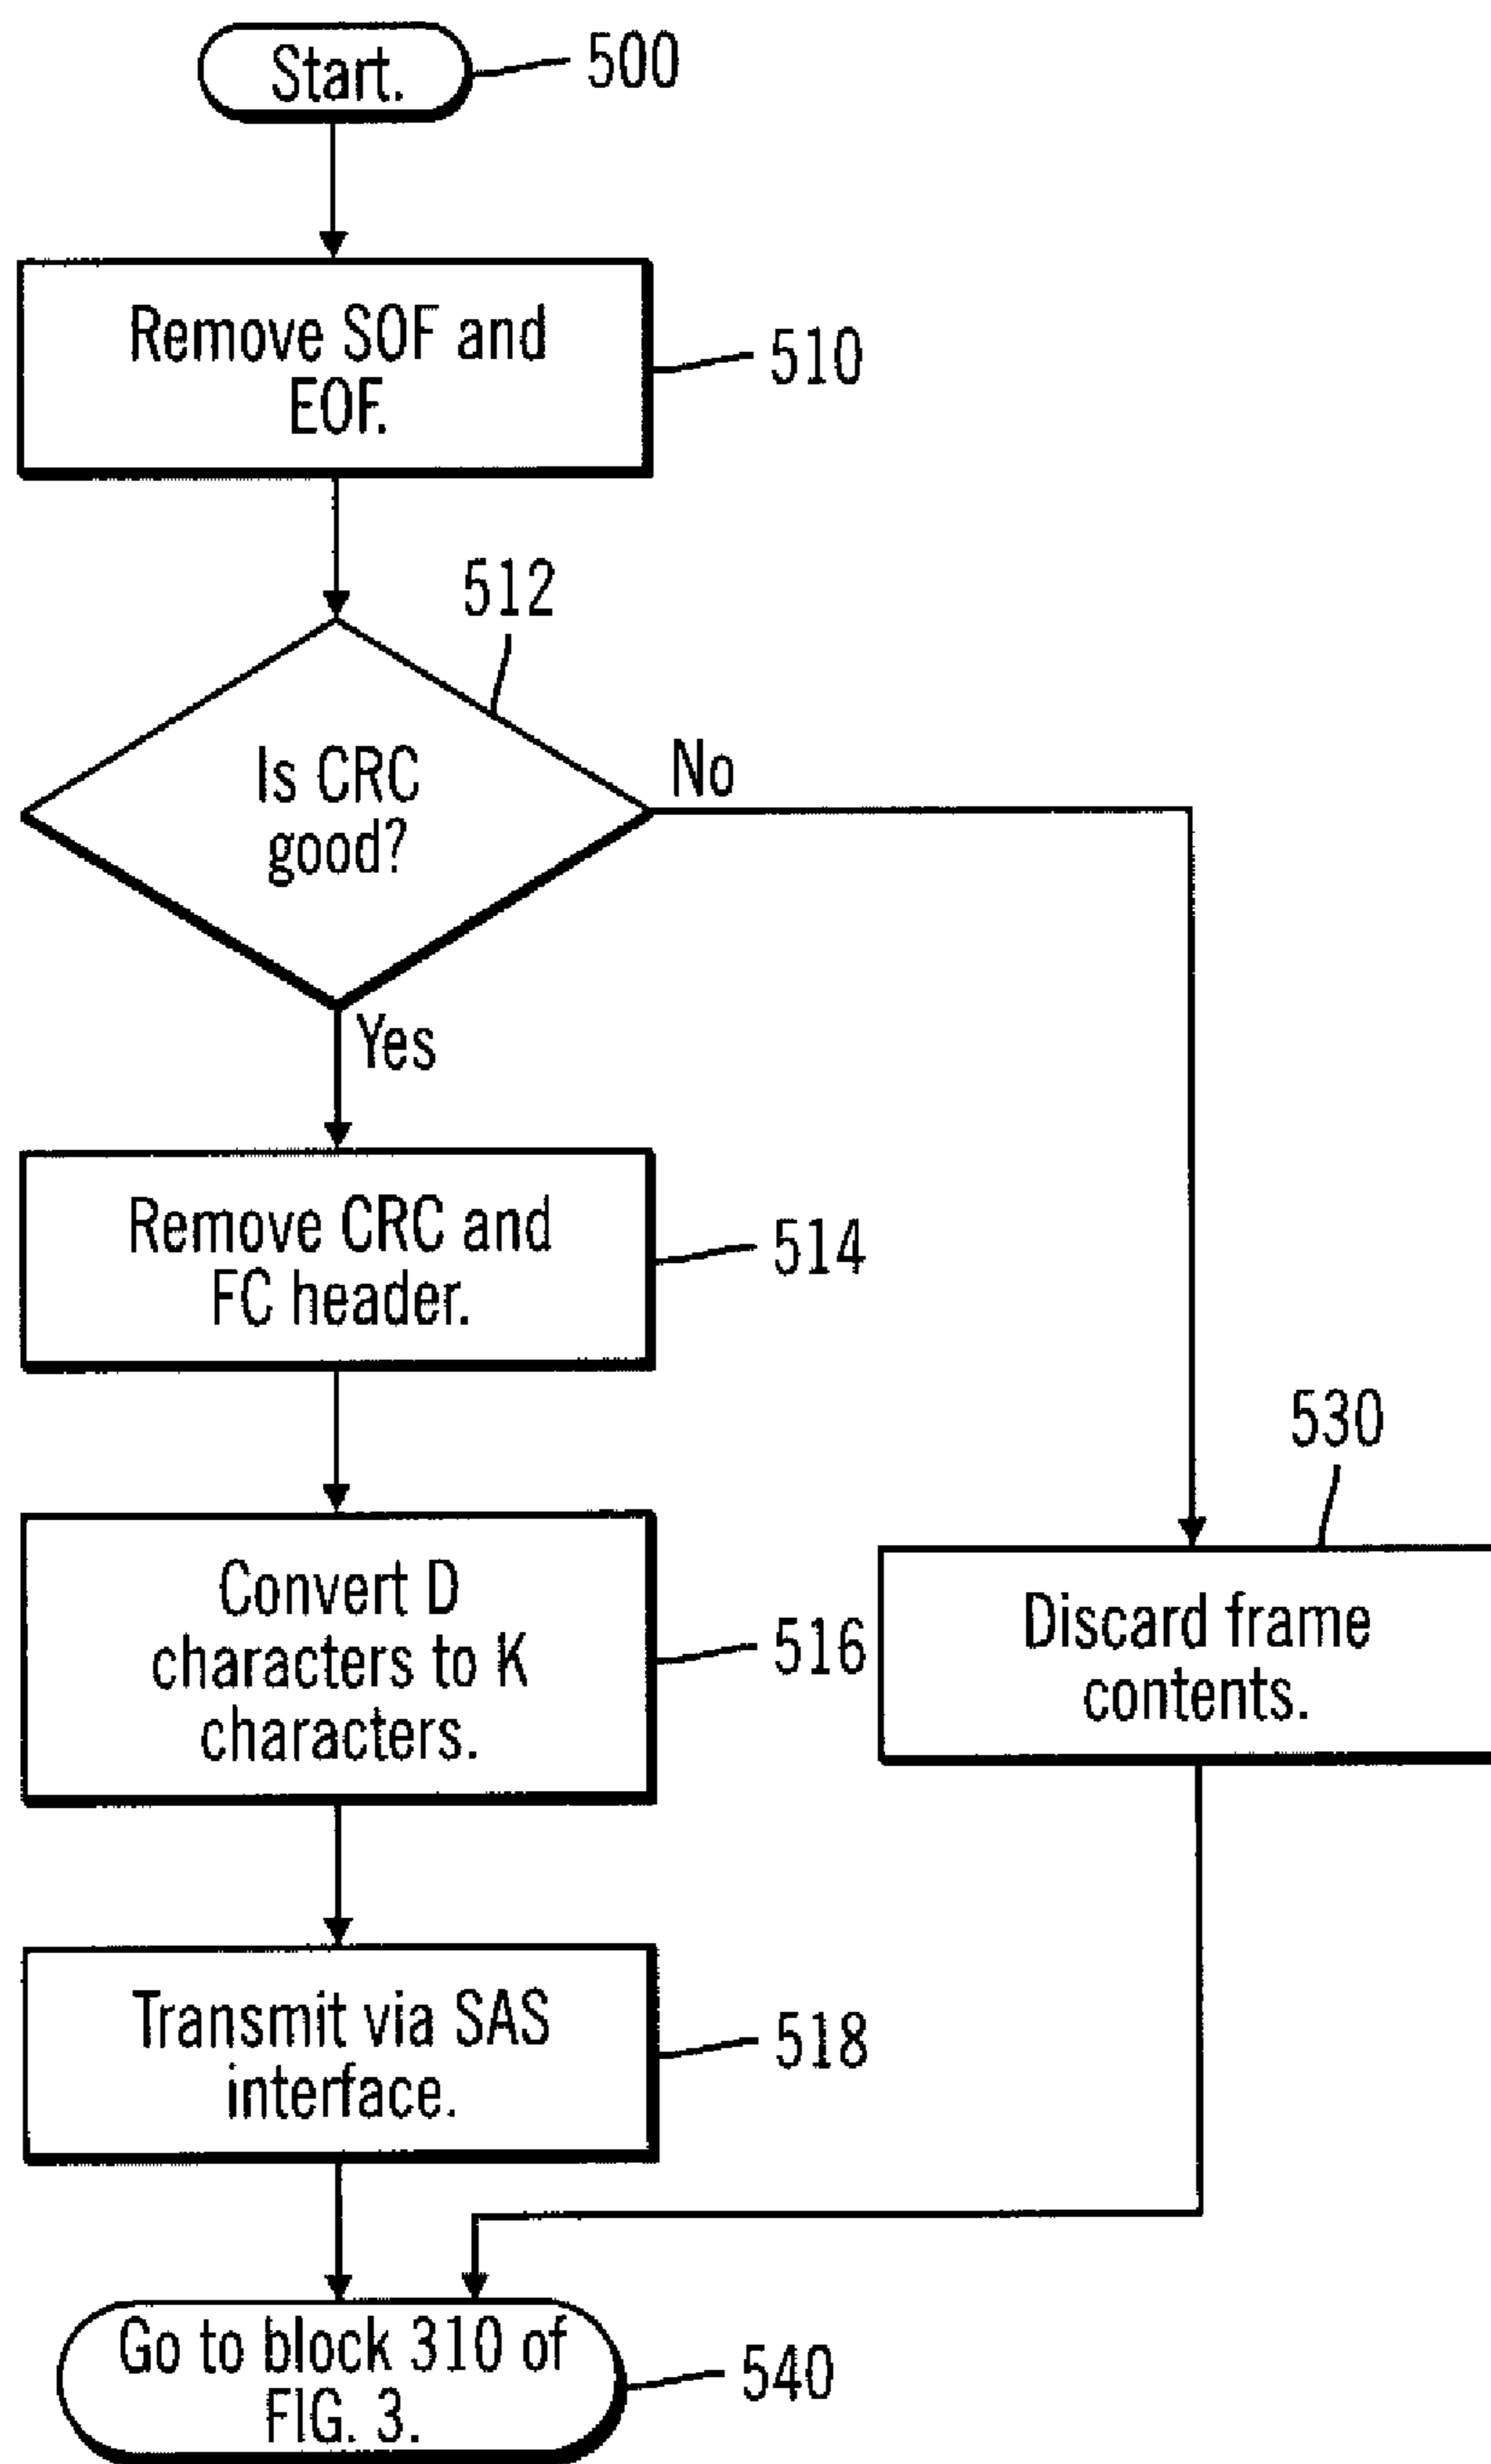 Start.
500
Remove SOF and
EOF.
510
512
Is CRC
good?
No
Yes
Remove CRC and
FC header.
514
Convert D
characters to K
characters.
516
530
Discard frame
contents.
Transmit via SAS
interface.
518
Go to block 310 of
FIG. 3.
540